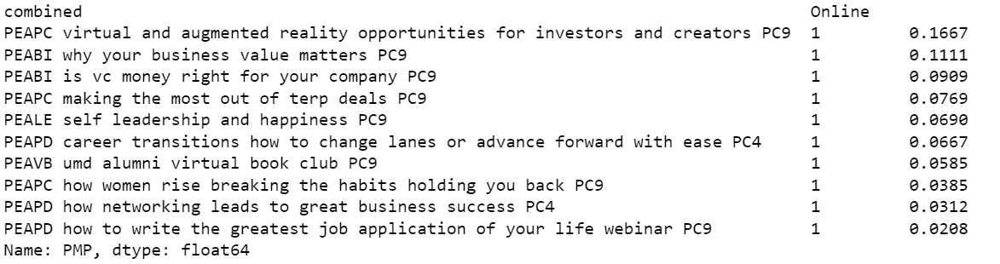 combined Online
PEAPC virtual and augmented reality opportunities for investors and creators PC9 1 0.1667
PEABI why your business value matters PC9 1 0.1111
PEABI is vc money right for your company PC9 1 0.0909
PEAPC making the most out of terp deals PC9 1 0.0769
PEALE self leadership and happiness PC9 1 0.0690
PEAPD career transitions how to change lanes or advance forward with ease PC4 1 0.0667
PEAVB umd alumni virtual book club PC9 1 0.0585
PEAPC how women rise breaking the habits holding you back PC9 1 0.0385
PEAPD how networking leads to great business success PC4 1 0.0312
PEAPD how to write the greatest job application of your life webinar PC9 1 0.0208
Name: PMP, dtype: float64